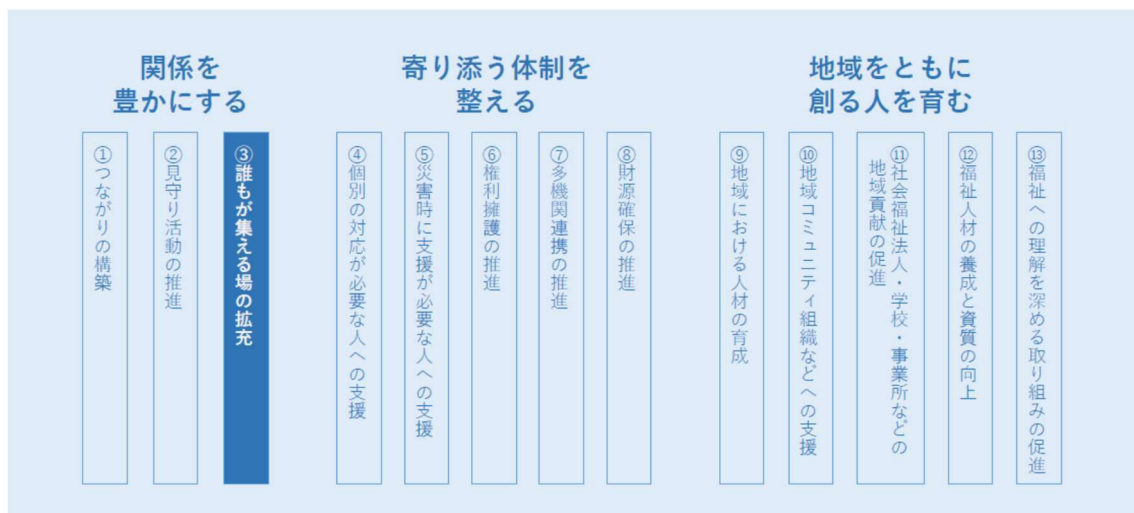 関係を
豊かにする
①つながりの構築
②見守り活動の推進
③誰もが集える場の拡充
寄り添う体制を
整える
④個別の対応が必要な人への支援
⑤災害時に支援が必要な人への支援
⑥権利擁護の推進
⑦多機関連携の推進
⑧財源確保の推進
地域をともに
創る人を育む
⑨地域における人材の育成
⑩地域コミュニティ組織などへの支援
⑪社会福祉法人・学校・事業所などの
地域貢献の促進
⑫福祉人材の養成と資質の向上
⑬福祉への理解を深める取り組みの促進